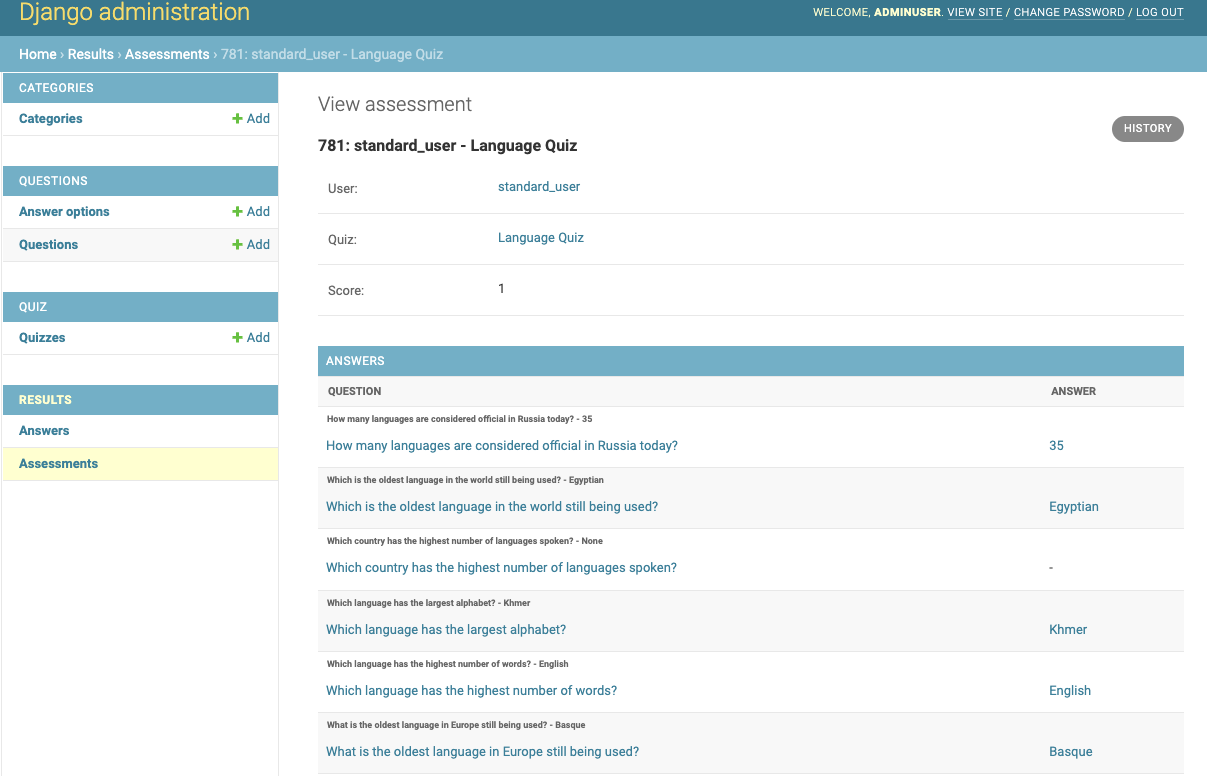 Django administration
WELCOME, ADMINUSER. VIEW SITE / CHANGE PASSWORD / LOG OUT
Home › Results › Assessments › 781: standard_user - Language Quiz
CATEGORIES
Categories
+ Add
QUESTIONS
Answer options
+ Add
Questions
+ Add
QUIZ
Quizzes
+ Add
RESULTS
Answers
Assessments
View assessment
HISTORY
781: standard_user - Language Quiz
User: standard_user
Quiz: Language Quiz
Score: 1
ANSWERS
QUESTION ANSWER
How many languages are considered official in Russia today? - 35
How many languages are considered official in Russia today? 35
Which is the oldest language in the world still being used? - Egyptian
Which is the oldest language in the world still being used? Egyptian
Which country has the highest number of languages spoken? - None
Which country has the highest number of languages spoken? -
Which language has the largest alphabet? - Khmer
Which language has the largest alphabet? Khmer
Which language has the highest number of words? - English
Which language has the highest number of words? English
What is the oldest language in Europe still being used? - Basque
What is the oldest language in Europe still being used? Basque